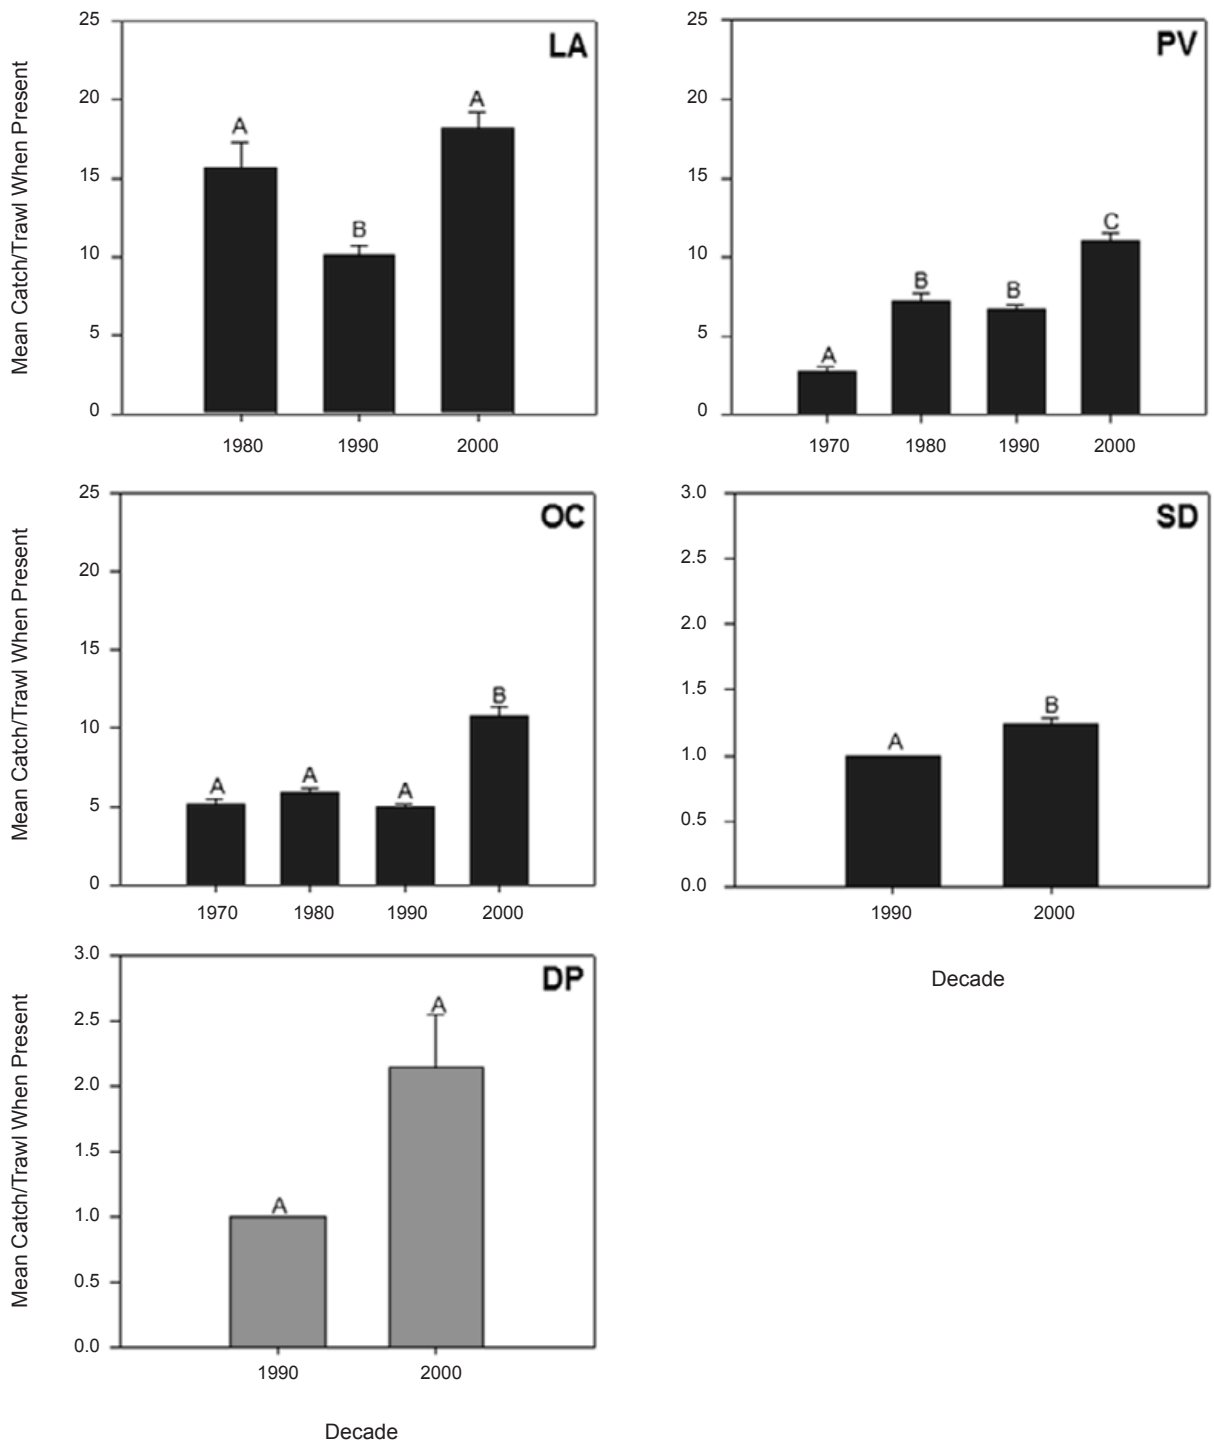 LA
Mean Catch/Trawl When Present
25
20
15
10
5
0
A
B
A
1980 1990 2000
PV
25
20
15
10
5
0
A
B
B
C
1970 1980 1990 2000
OC
Mean Catch/Trawl When Present
25
20
15
10
5
0
A
A
A
B
1970 1980 1990 2000
SD
3.0
2.5
2.0
1.5
1.0
0.5
0.0
A
B
1990 2000
Decade
DP
Mean Catch/Trawl When Present
3.0
2.5
2.0
1.5
1.0
0.5
0.0
A
A
1990 2000
Decade